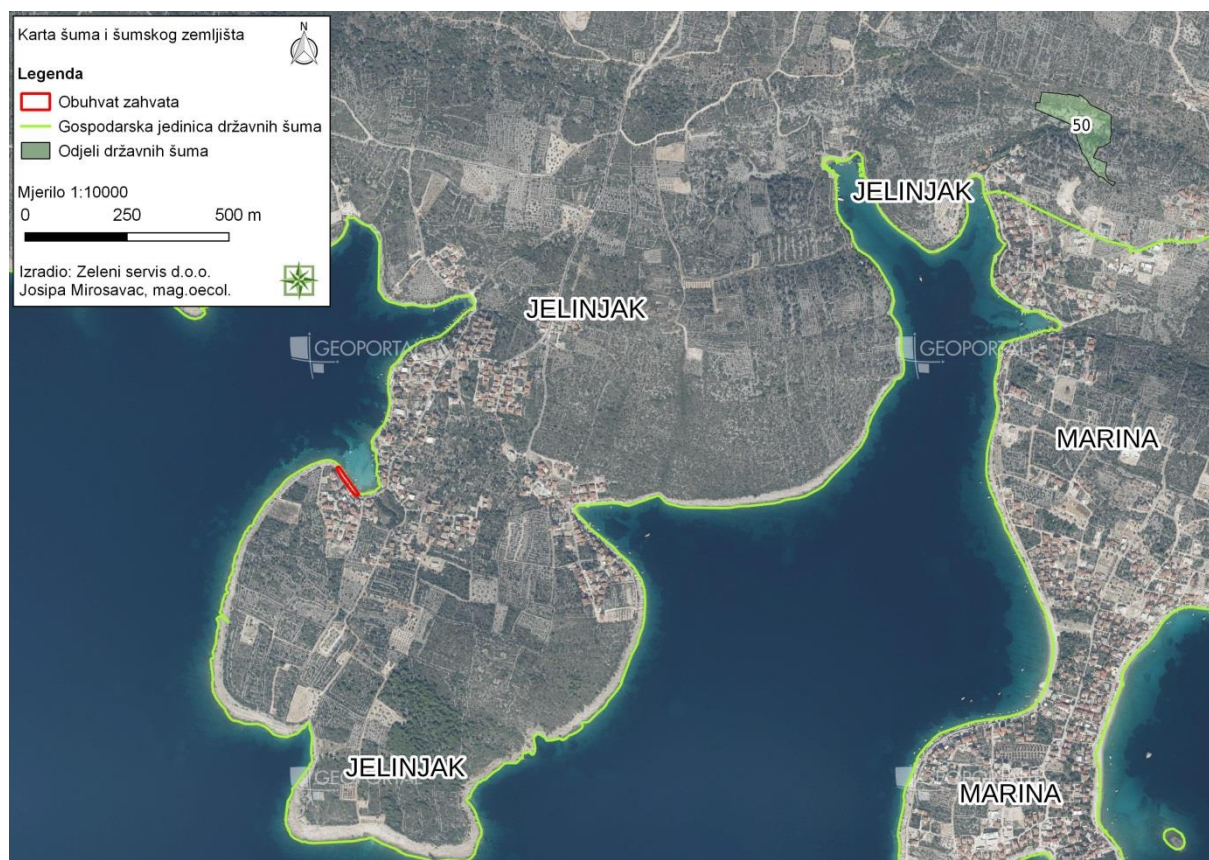 Karta šuma i šumskog zemljišta
N
Legenda
Obuhvat zahvata
Gospodarska jedinica državnih šuma
Odjeli državnih šuma
Mjerilo 1:10000
0 250 500 m
Izradio: Zeleni servis d.o.o.
Josipa Mirosavac, mag.oecol.
50
JELINJAK
JELINJAK
GEOPORTAL
GEOPORTAL
MARINA
JELINJAK
GEOPORTAL
GEOPORTAL
MARINA